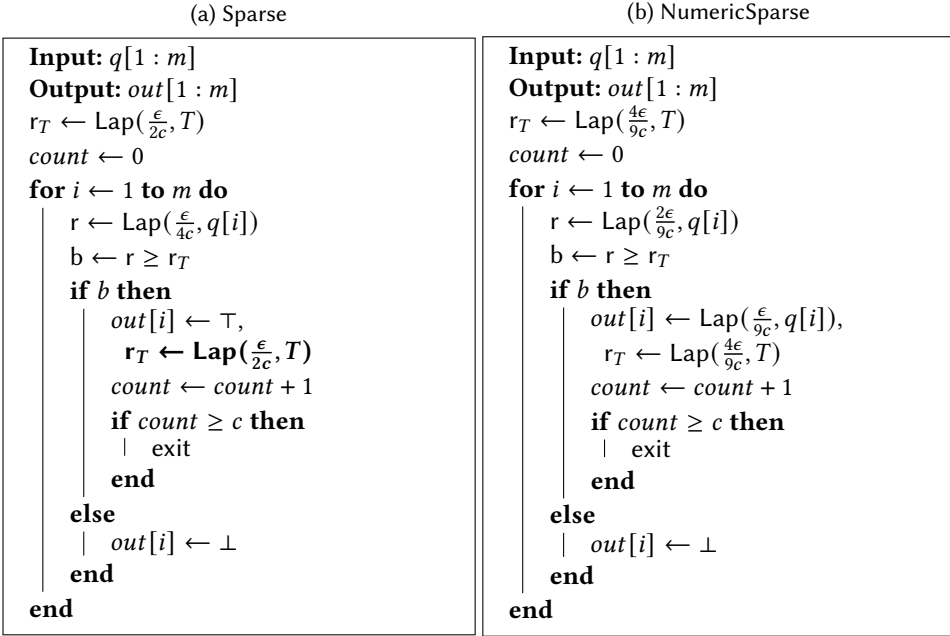 (a) Sparse
Input: q[1 : m]
Output: out[1 : m]
r_T ← Lap(ϵ/2c, T)
count ← 0
for i ← 1 to m do
r ← Lap(ϵ/4c, q[i])
b ← r ≥ r_T
if b then
out[i] ← ⊤,
r_T ← Lap(ϵ/2c, T)
count ← count + 1
if count ≥ c then
exit
end
else
out[i] ← ⊥
end
end
(b) NumericSparse
Input: q[1 : m]
Output: out[1 : m]
r_T ← Lap(4ϵ/9c, T)
count ← 0
for i ← 1 to m do
r ← Lap(2ϵ/9c, q[i])
b ← r ≥ r_T
if b then
out[i] ← Lap(ϵ/9c, q[i]),
r_T ← Lap(4ϵ/9c, T)
count ← count + 1
if count ≥ c then
exit
end
else
out[i] ← ⊥
end
end